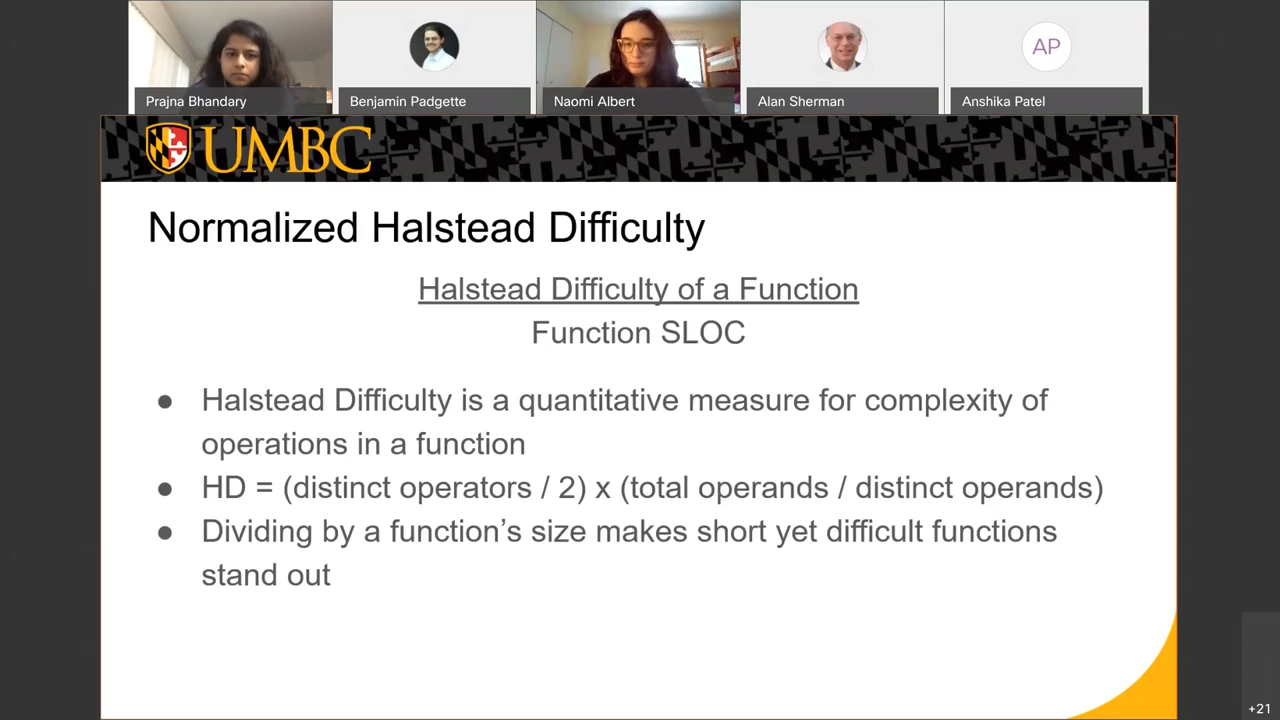 AP
Prajna Bhandary
Benjamin Padgette
Naomi Albert
Alan Sherman
Anshika Patel
UMBC
Normalized Halstead Difficulty
Halstead Difficulty of a Function
Function SLOC
● Halstead Difficulty is a quantitative measure for complexity of
operations in a function
● HD = (distinct operators / 2) x (total operands / distinct operands)
● Dividing by a function’s size makes short yet difficult functions
stand out
+21